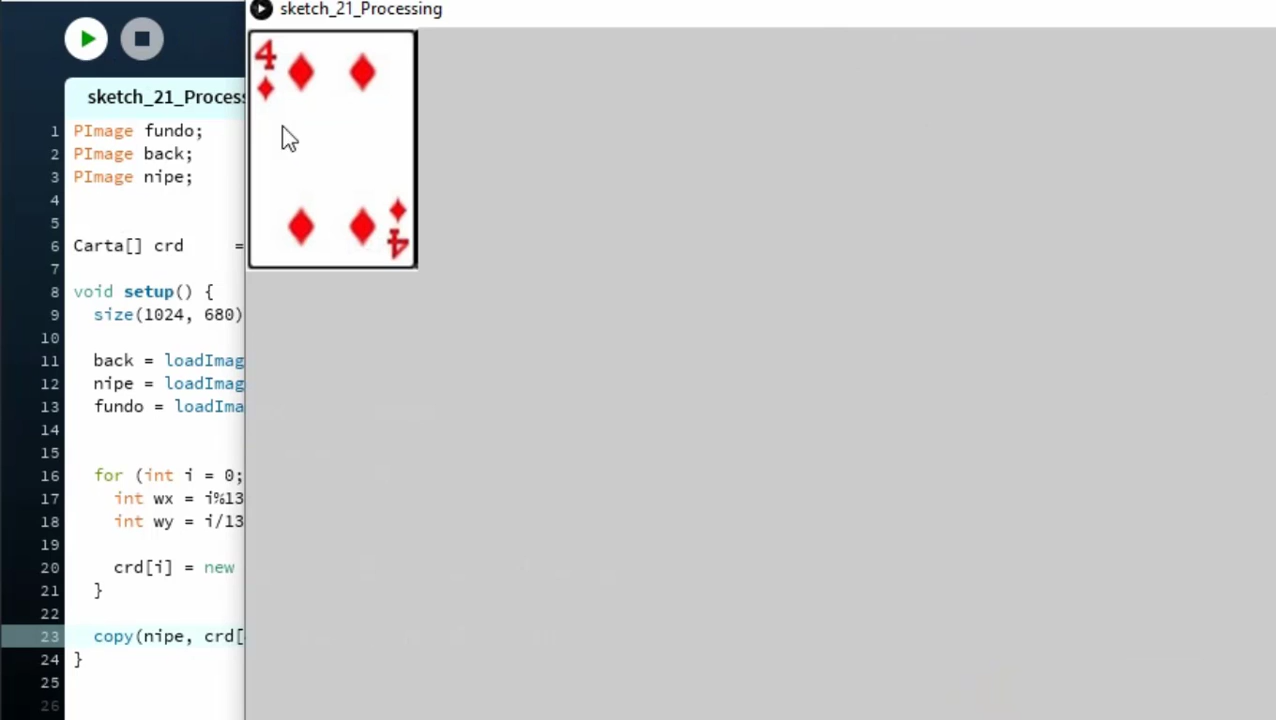 sketch_21_Processing
4
4
sketch_21_Process
1 PImage fundo;
2 PImage back;
3 PImage nipe;
4
5
6 Carta[] crd     =
7
8 void setup() {
9   size(1024, 680)
10
11   back = loadImag
12   nipe = loadImag
13   fundo = loadIma
14
15
16   for (int i = 0;
17     int wx = i%13
18     int wy = i/13
19
20     crd[i] = new
21   }
22
23   copy(nipe, crd[
24 }
25
26